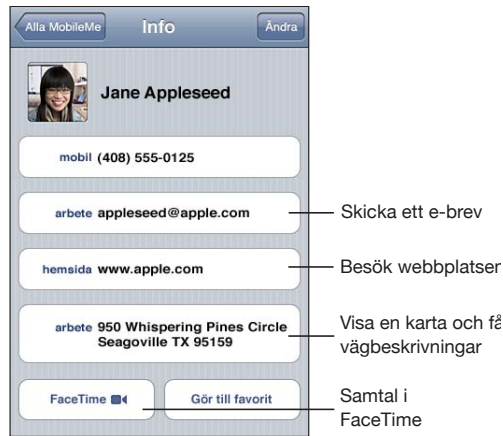 Alla MobileMe Info Ändra
Jane Appleseed
mobil (408) 555-0125
arbete appleseed@apple.com
Skicka ett e-brev
hemsida www.apple.com
Besök webbplatsen
arbete 950 Whispering Pines Circle
Seagoville TX 95159
Visa en karta och få
vägbeskrivningar
FaceTime Gör till favorit
Samtal i
FaceTime